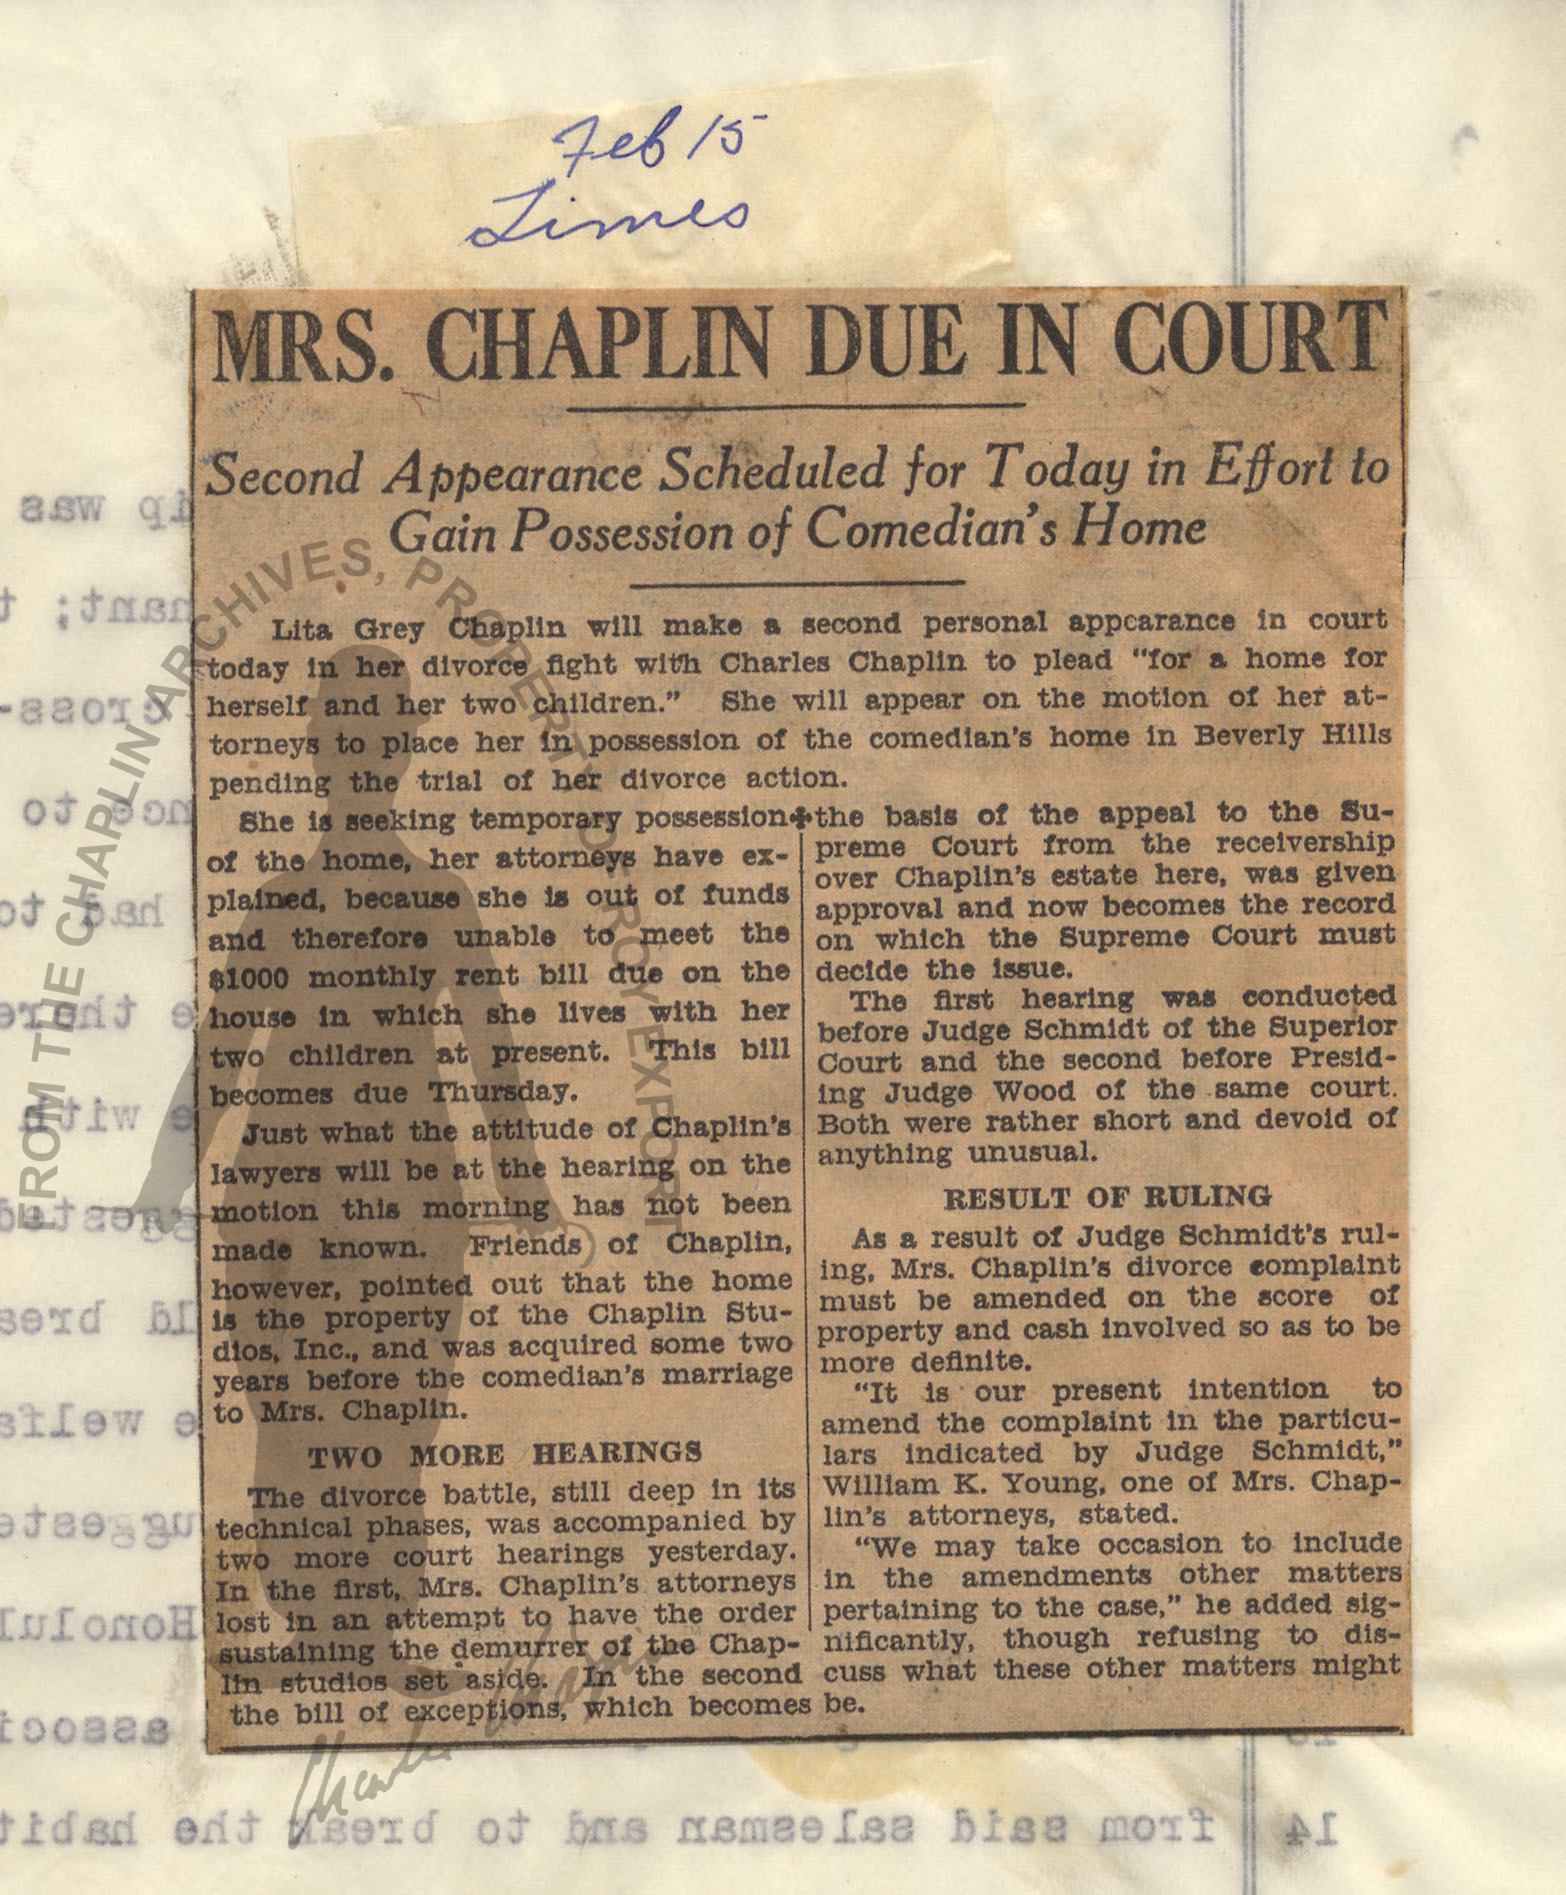 Feb 15
Times
MRS. CHAPLIN DUE IN COURT
Second Appearance Scheduled for Today in Effort to
Gain Possession of Comedian's Home
Lita Grey Chaplin will make a second personal appearance in court
today in her divorce fight with Charles Chaplin to plead "for a home for
herself and her two children." She will appear on the motion of her at-
torneys to place her in possession of the comedian's home in Beverly Hills
pending the trial of her divorce action.
She is seeking temporary possession
of the home, her attorneys have ex-
plained, because she is out of funds
and therefore unable to meet the
$1000 monthly rent bill due on the
house in which she lives with her
two children at present. This bill
becomes due Thursday.
Just what the attitude of Chaplin's
lawyers will be at the hearing on the
motion this morning has not been
made known. Friends of Chaplin,
however, pointed out that the home
is the property of the Chaplin Stu-
dios, Inc., and was acquired some two
years before the comedian's marriage
to Mrs. Chaplin.
TWO MORE HEARINGS
The divorce battle, still deep in its
technical phases, was accompanied by
two more court hearings yesterday.
In the first, Mrs. Chaplin's attorneys
lost in an attempt to have the order
sustaining the demurrer of the Chap-
lin studios set aside. In the second
the bill of exceptions, which becomes
the basis of the appeal to the Su-
preme Court from the receivership
over Chaplin's estate here, was given
approval and now becomes the record
on which the Supreme Court must
decide the issue.
The first hearing was conducted
before Judge Schmidt of the Superior
Court and the second before Presid-
ing Judge Wood of the same court.
Both were rather short and devoid of
anything unusual.
RESULT OF RULING
As a result of Judge Schmidt's rul-
ing, Mrs. Chaplin's divorce complaint
must be amended on the score of
property and cash involved so as to be
more definite.
"It is our present intention to
amend the complaint in the particu-
lars indicated by Judge Schmidt,"
William K. Young, one of Mrs. Chap-
lin's attorneys, stated.
"We may take occasion to include
in the amendments other matters
pertaining to the case," he added sig-
nificantly, though refusing to dis-
cuss what these other matters might
be.
FROM THE CHAPLIN ARCHIVES, PROPERTY OF ROY EXPORT
Charles Chaplin
ip was
nant; t
cross-
nce to
had to
e there
e with
ggested
ld brea
e welfa
uggeste
Honolul
associ
14 from said salesman and to break the habit